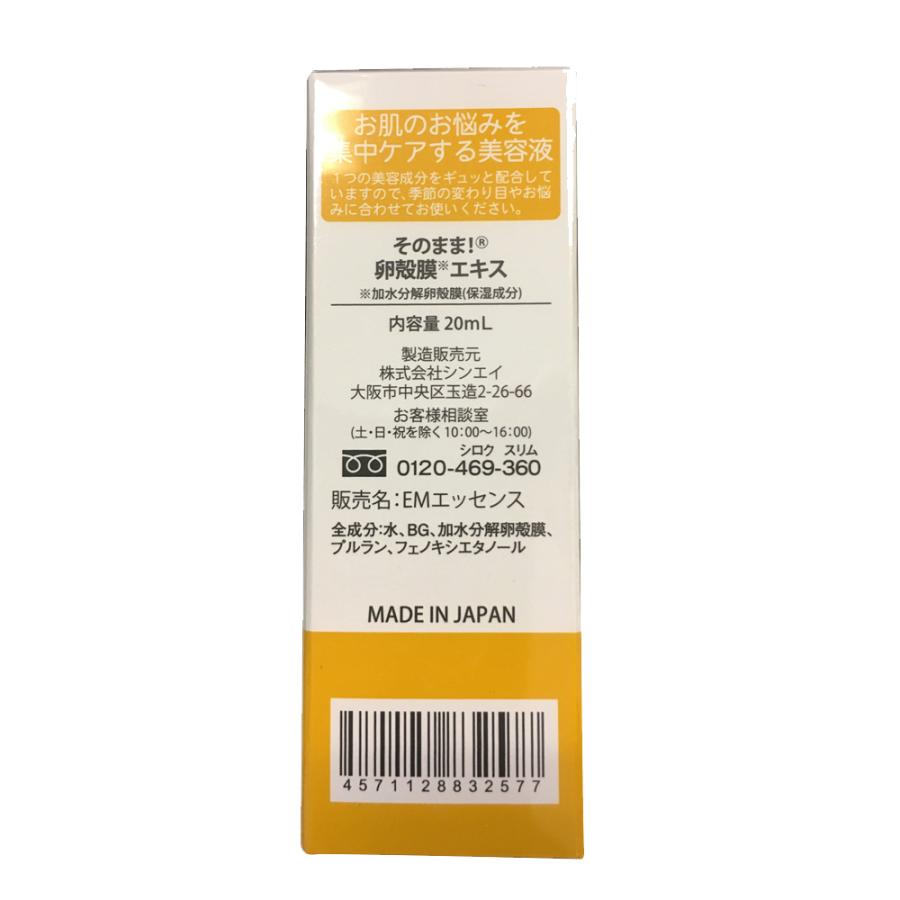 お肌のお悩みを
集中ケアする美容液
1つの美容成分をギュッと配合して
いますので、季節の変わり目やお悩
みに合わせてお使いください。
そのまま!®
卵殻膜※エキス
※加水分解卵殻膜(保湿成分)
内容量 20mL
製造販売元
株式会社シンエイ
大阪市中央区玉造2-26-66
お客様相談室
(土・日・祝を除く10:00～16:00)
シロク スリム
0120-469-360
販売名:EMエッセンス
全成分:水、BG、加水分解卵殻膜、
プルラン、フェノキシエタノール
MADE IN JAPAN
4571128832577